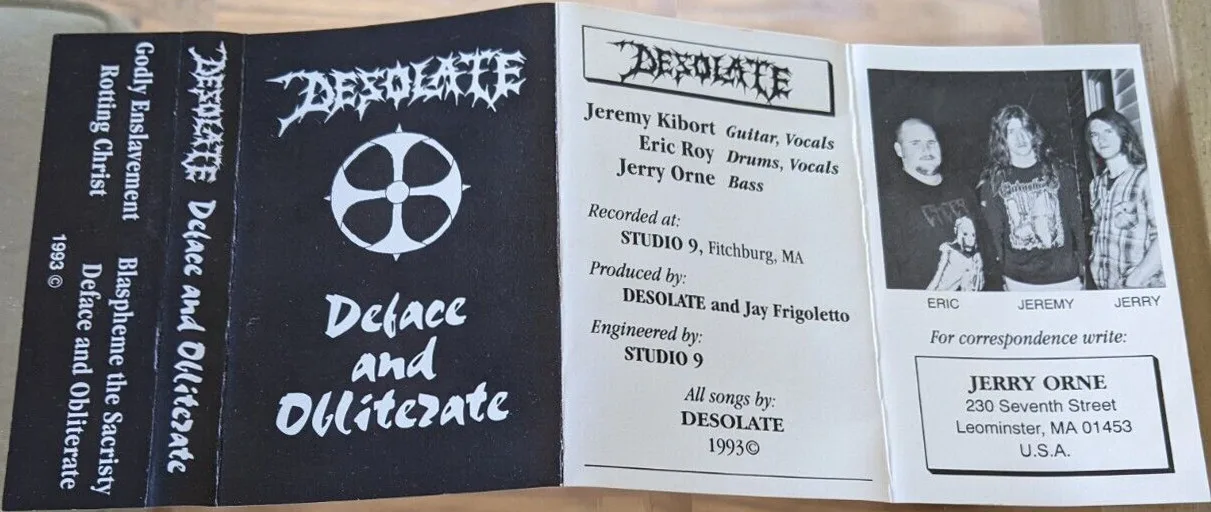 Godly Enslavement
Rotting Christ
Blaspheme the Sacristy
Deface and Obliterate
1993 ©
DESOLATE Deface and Obliterate
DESOLATE
Deface
and
Obliterate
DESOLATE
Jeremy Kibort Guitar, Vocals
Eric Roy Drums, Vocals
Jerry Orne Bass
Recorded at:
STUDIO 9, Fitchburg, MA
Produced by:
DESOLATE and Jay Frigoletto
Engineered by:
STUDIO 9
All songs by:
DESOLATE
1993©
ERIC JEREMY JERRY
For correspondence write:
JERRY ORNE
230 Seventh Street
Leominster, MA 01453
U.S.A.